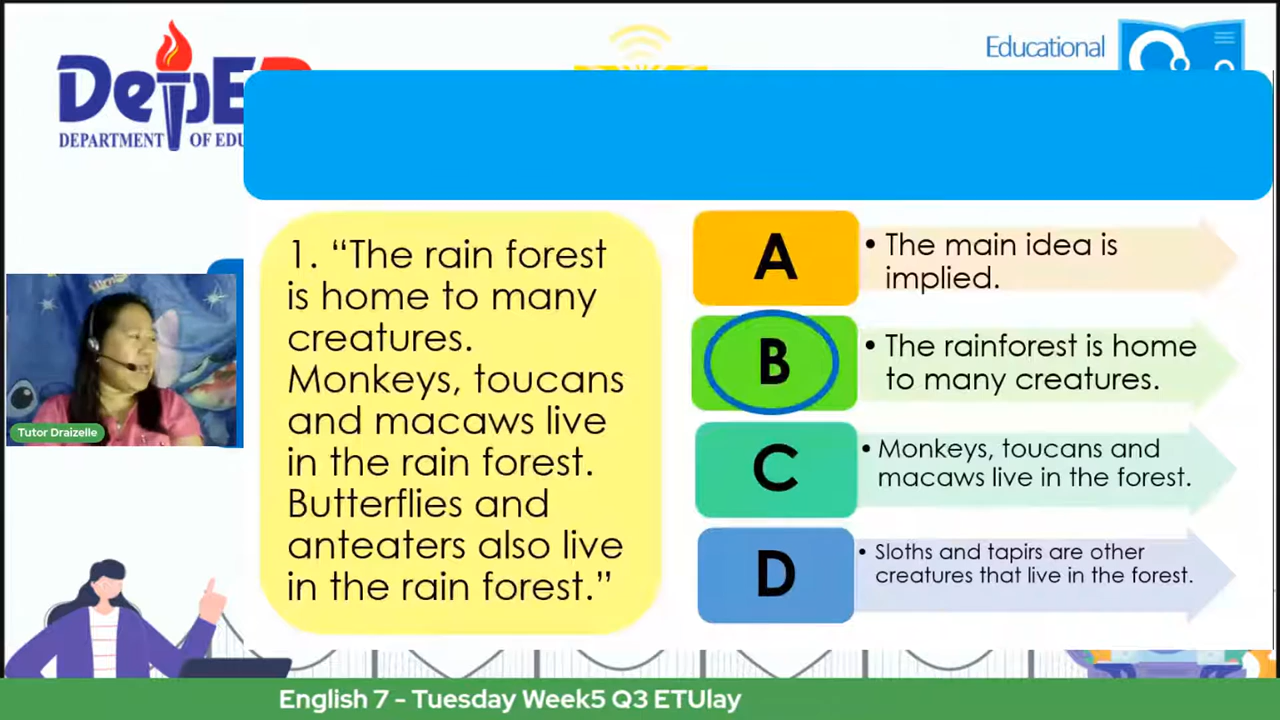 DepED
DEPARTMENT OF EDU
Educational
1. “The rain forest
is home to many
creatures.
Monkeys, toucans
and macaws live
in the rain forest.
Butterflies and
anteaters also live
in the rain forest.”
A
• The main idea is
implied.
B
• The rainforest is home
to many creatures.
C
• Monkeys, toucans and
macaws live in the forest.
D
• Sloths and tapirs are other
creatures that live in the forest.
Tutor Draizelle
English 7 - Tuesday Week5 Q3 ETUlay